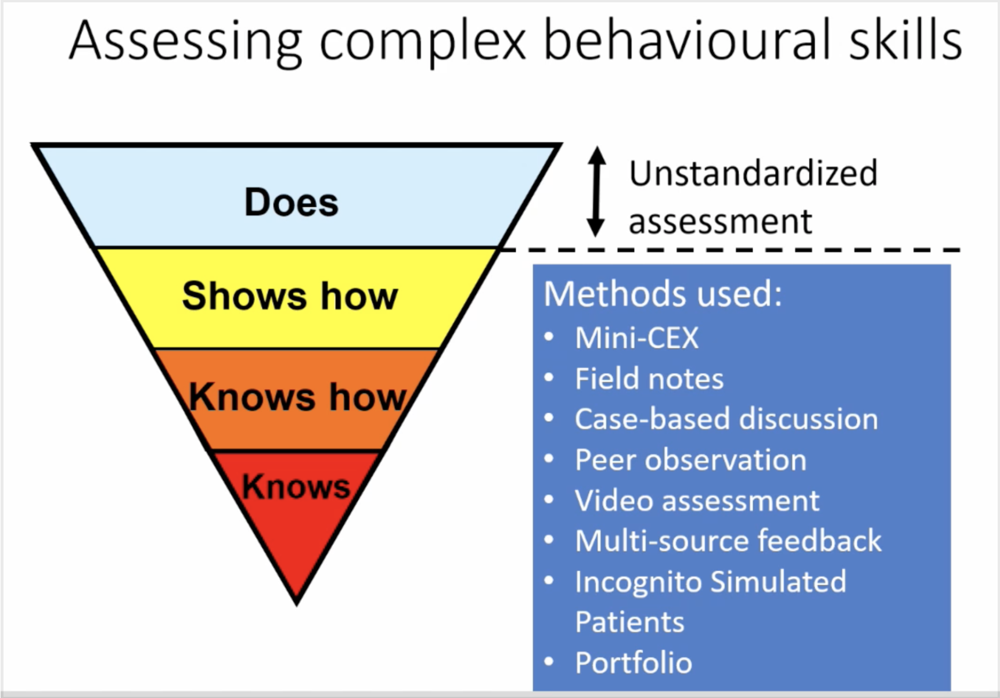 Assessing complex behavioural skills
Does
Unstandardized
assessment
Shows how
Knows how
Knows
Methods used:
• Mini-CEX
• Field notes
• Case-based discussion
• Peer observation
• Video assessment
• Multi-source feedback
• Incognito Simulated
Patients
• Portfolio